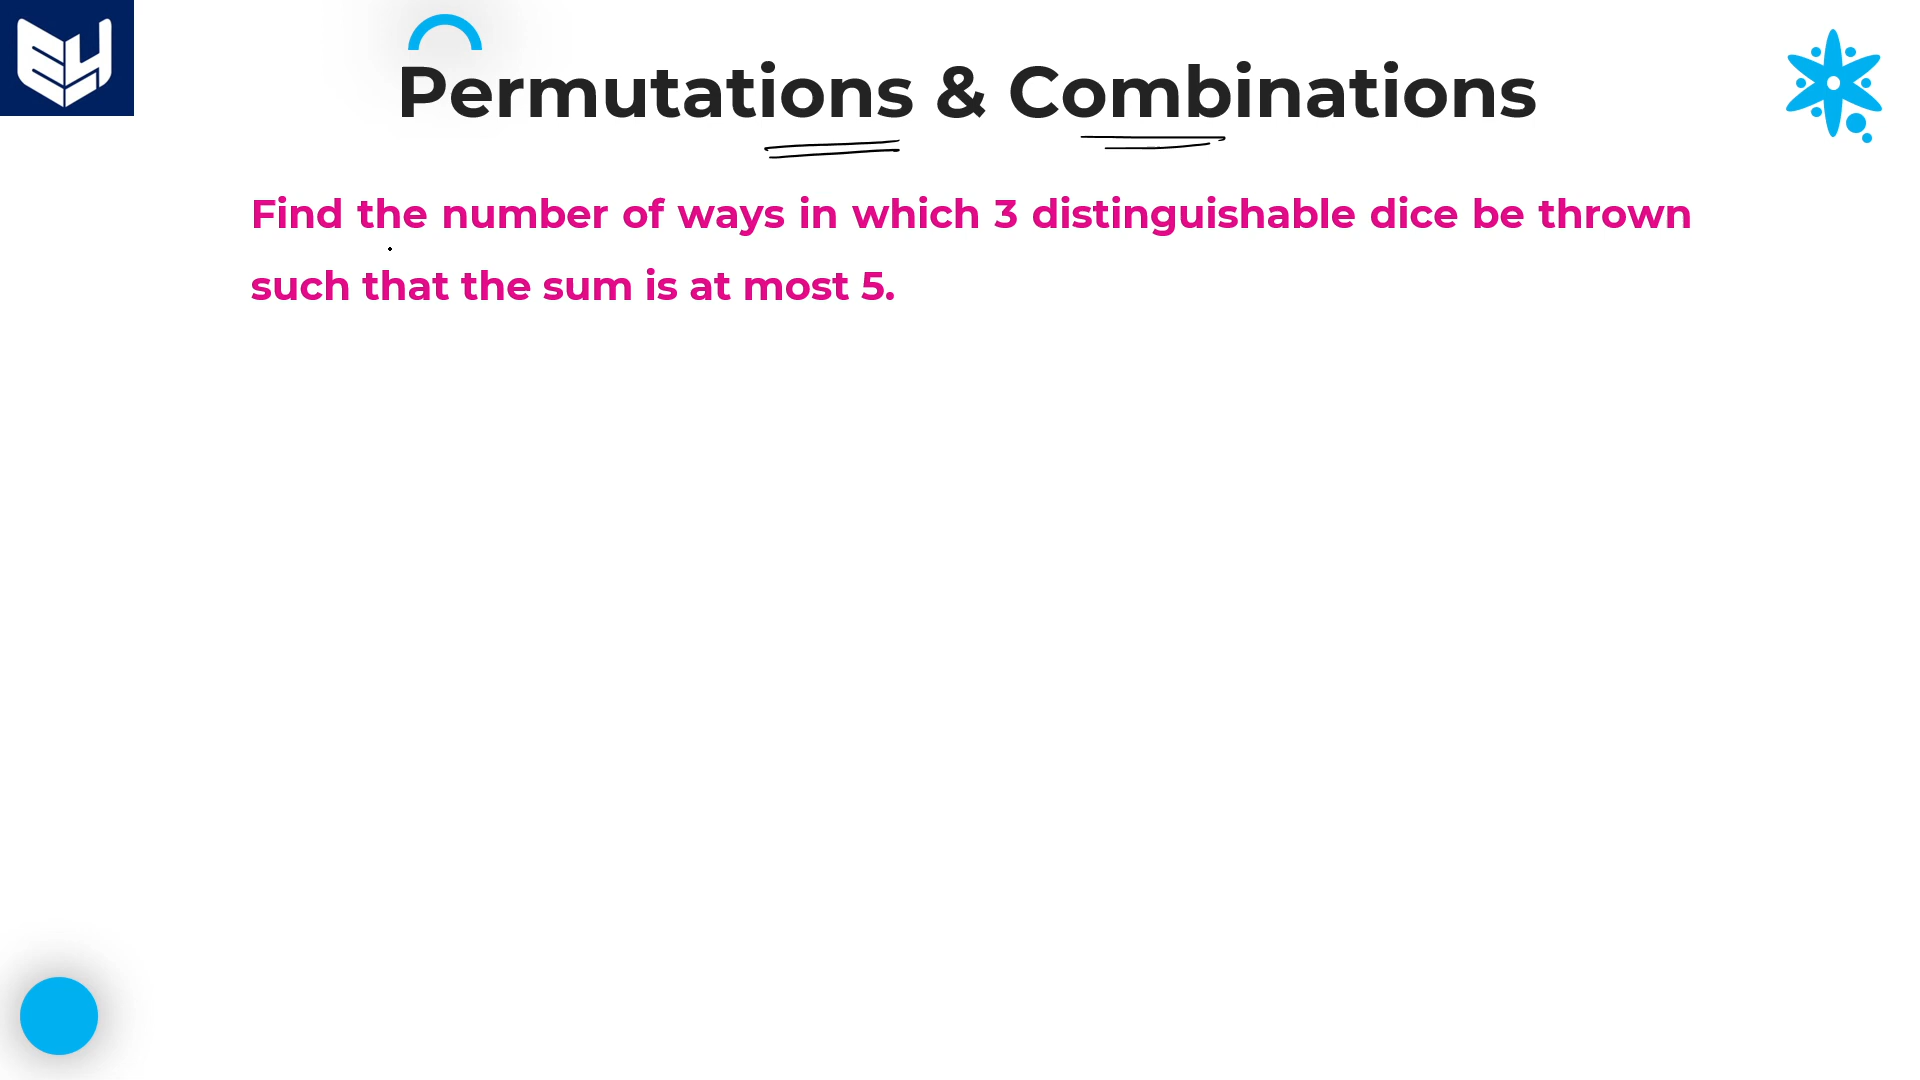 Permutations & Combinations
Find the number of ways in which 3 distinguishable dice be thrown
such that the sum is at most 5.